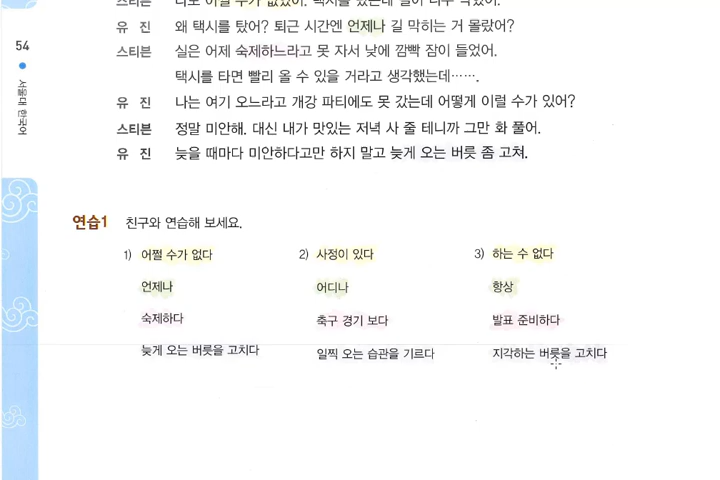 스티븐
54 유 진 왜 택시를 탔어? 퇴근 시간엔 언제나 길 막히는 거 몰랐어?
스티븐 실은 어제 숙제하느라고 못 자서 낮에 깜빡 잠이 들었어.
택시를 타면 빨리 올 수 있을 거라고 생각했는데…….
서울대 한국어
유 진 나는 여기 오느라고 개강 파티에도 못 갔는데 어떻게 이럴 수가 있어?
스티븐 정말 미안해. 대신 내가 맛있는 저녁 사 줄 테니까 그만 화 풀어.
유 진 늦을 때마다 미안하다고만 하지 말고 늦게 오는 버릇 좀 고쳐.
연습1 친구와 연습해 보세요.
1) 어쩔 수가 없다 2) 사정이 있다 3) 하는 수 없다
언제나 어디나 항상
숙제하다 축구 경기 보다 발표 준비하다
늦게 오는 버릇을 고치다 일찍 오는 습관을 기르다 지각하는 버릇을 고치다